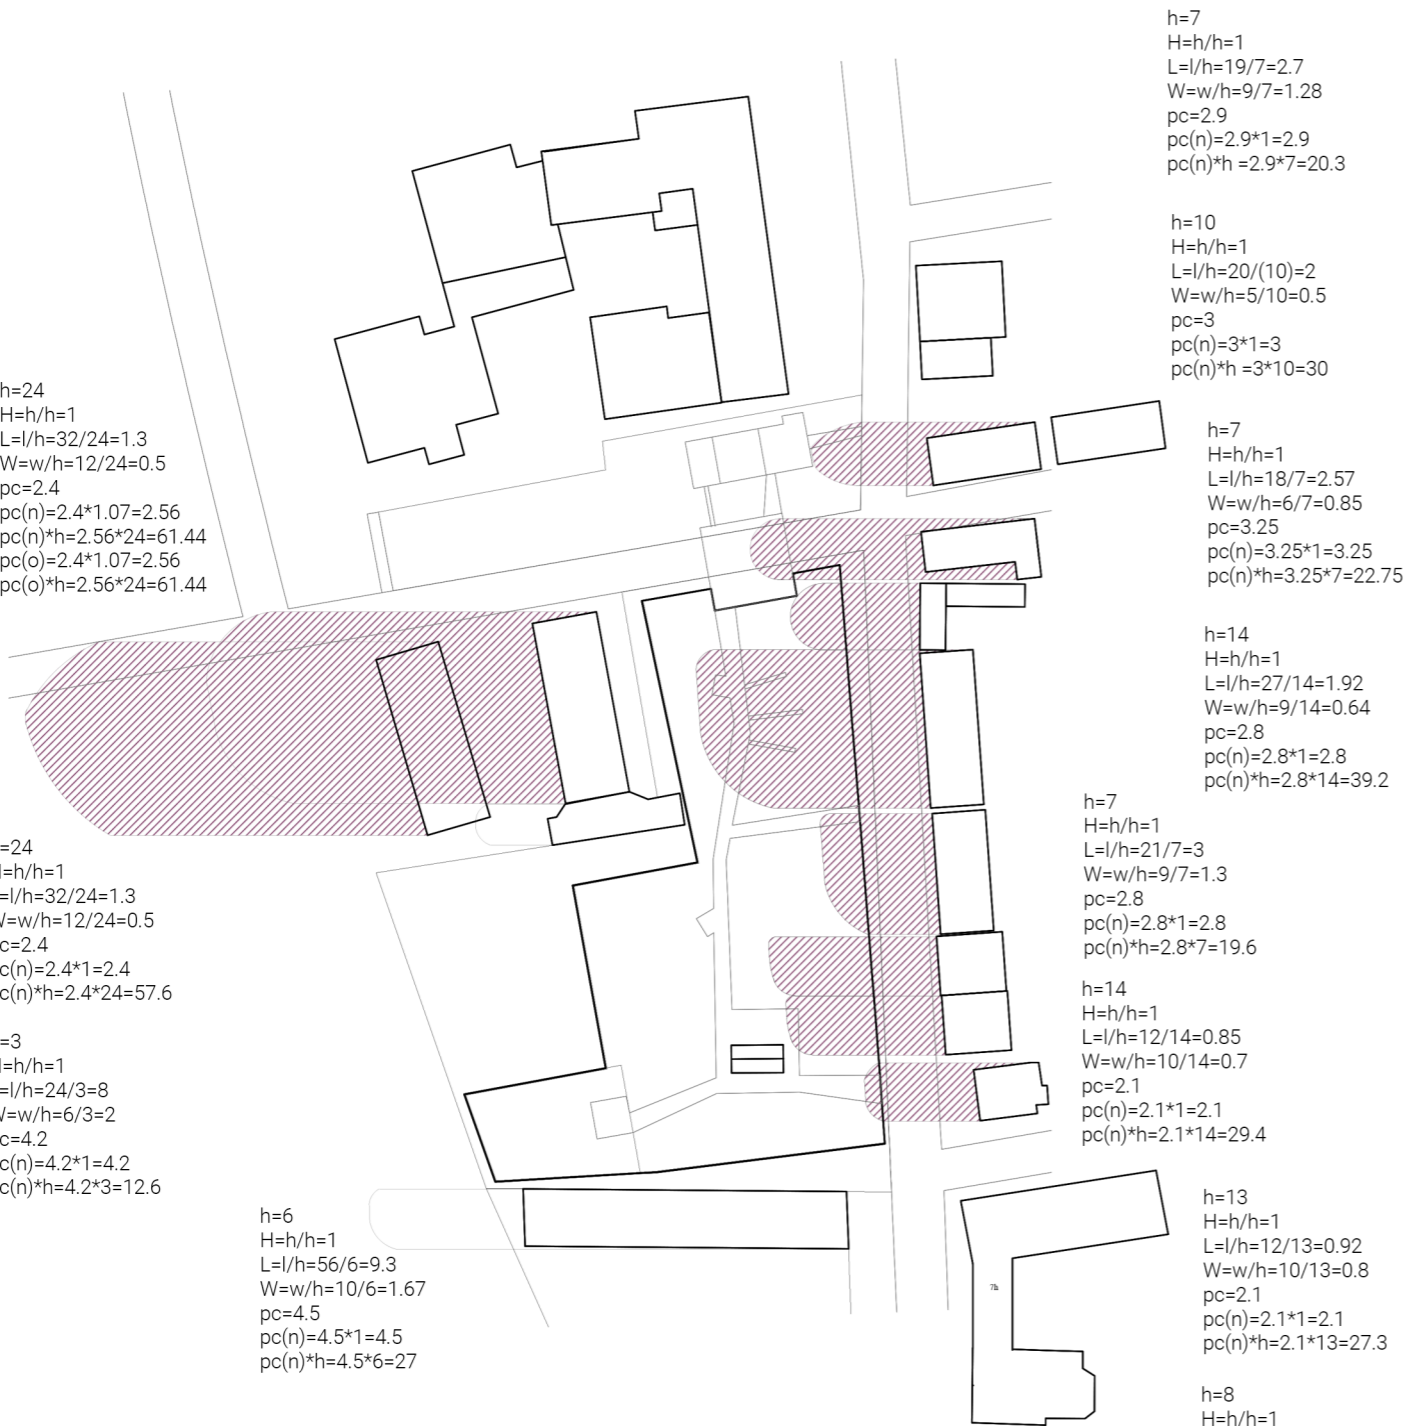 h=7
H=h/h=1
L=l/h=19/7=2.7
W=w/h=9/7=1.28
pc=2.9
pc(n)=2.9*1=2.9
pc(n)*h =2.9*7=20.3
h=10
H=h/h=1
L=l/h=20/(10)=2
W=w/h=5/10=0.5
pc=3
pc(n)=3*1=3
pc(n)*h =3*10=30
h=24
H=h/h=1
L=l/h=32/24=1.3
W=w/h=12/24=0.5
pc=2.4
pc(n)=2.4*1.07=2.56
pc(n)*h=2.56*24=61.44
pc(o)=2.4*1.07=2.56
pc(o)*h=2.56*24=61.44
h=7
H=h/h=1
L=l/h=18/7=2.57
W=w/h=6/7=0.85
pc=3.25
pc(n)=3.25*1=3.25
pc(n)*h=3.25*7=22.75
h=14
H=h/h=1
L=l/h=27/14=1.92
W=w/h=9/14=0.64
pc=2.8
pc(n)=2.8*1=2.8
pc(n)*h=2.8*14=39.2
h=7
H=h/h=1
L=l/h=21/7=3
W=w/h=9/7=1.3
pc=2.8
pc(n)=2.8*1=2.8
pc(n)*h=2.8*7=19.6
=24
=h/h=1
=l/h=32/24=1.3
=w/h=12/24=0.5
c=2.4
c(n)=2.4*1=2.4
c(n)*h=2.4*24=57.6
h=14
H=h/h=1
L=l/h=12/14=0.85
W=w/h=10/14=0.7
pc=2.1
pc(n)=2.1*1=2.1
pc(n)*h=2.1*14=29.4
=3
=h/h=1
=l/h=24/3=8
=w/h=6/3=2
c=4.2
c(n)=4.2*1=4.2
c(n)*h=4.2*3=12.6
h=6
H=h/h=1
L=l/h=56/6=9.3
W=w/h=10/6=1.67
pc=4.5
pc(n)=4.5*1=4.5
pc(n)*h=4.5*6=27
h=13
H=h/h=1
L=l/h=12/13=0.92
W=w/h=10/13=0.8
pc=2.1
pc(n)=2.1*1=2.1
pc(n)*h=2.1*13=27.3
h=8
H=h/h=1